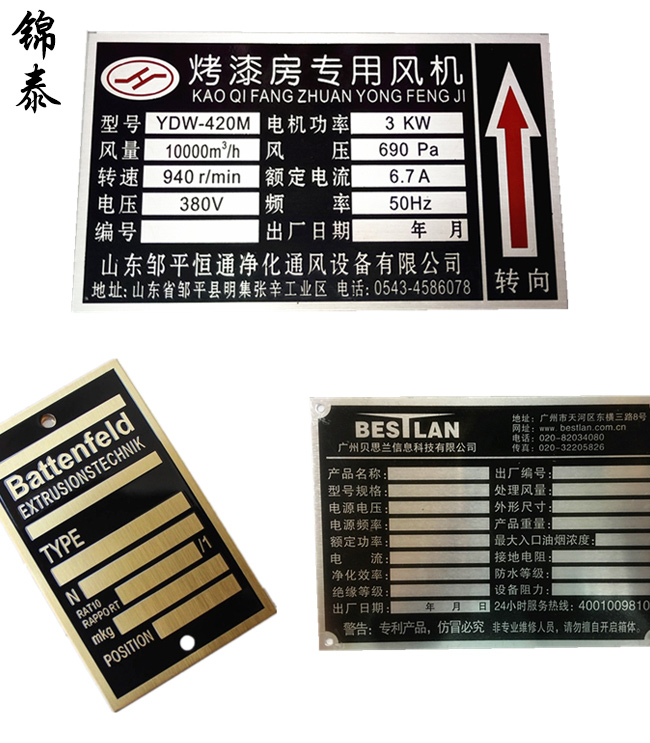 锦泰
烤漆房专用风机
KAO QI FANG ZHUAN YONG FENG JI
型号 YDW-420M 电机功率 3 KW
风量 10000m³/h 风压 690 Pa
转速 940 r/min 额定电流 6.7 A
电压 380V 频率 50Hz
编号 出厂日期 年 月
山东邹平恒通净化通风设备有限公司
地址: 山东省邹平县明集张辛工业区 电话: 0543-4586078
转向
Battenfeld
EXTRUSIONSTECHNIK
TYPE
N /1
RATIO
RAPPORT
mkg
POSITION
BESTLAN
广州贝思兰信息科技有限公司
地址: 广州市天河区东横三路8号
网址: www.bestlan.com.cn
电话: 020-82034080
传真: 020-32205826
产品名称: 出厂编号:
型号规格: 处理风量:
电源电压: 外形尺寸:
电源频率: 产品重量:
额定功率: 最大入口油烟浓度:
电流: 接地电阻:
净化效率: 防水等级:
绝缘等级: 设备阻力:
出厂日期: 年 月 日 24小时服务热线: 4001009810
警告: 专利产品, 仿冒必究 非专业维修人员, 请勿擅自开启箱体。